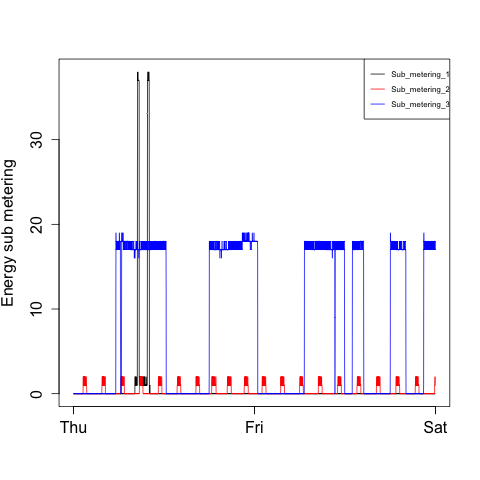 Sub_metering_1
Sub_metering_2
Sub_metering_3
Energy sub metering
30
20
10
0
Thu
Fri
Sat